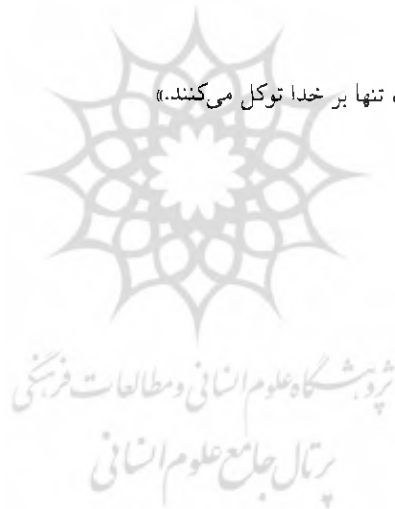 ، تنها بر خدا توکل می‌کنند.»
پژوهشگاه علوم انسانی و مطالعات فرهنگی
پرتال جامع علوم انسانی